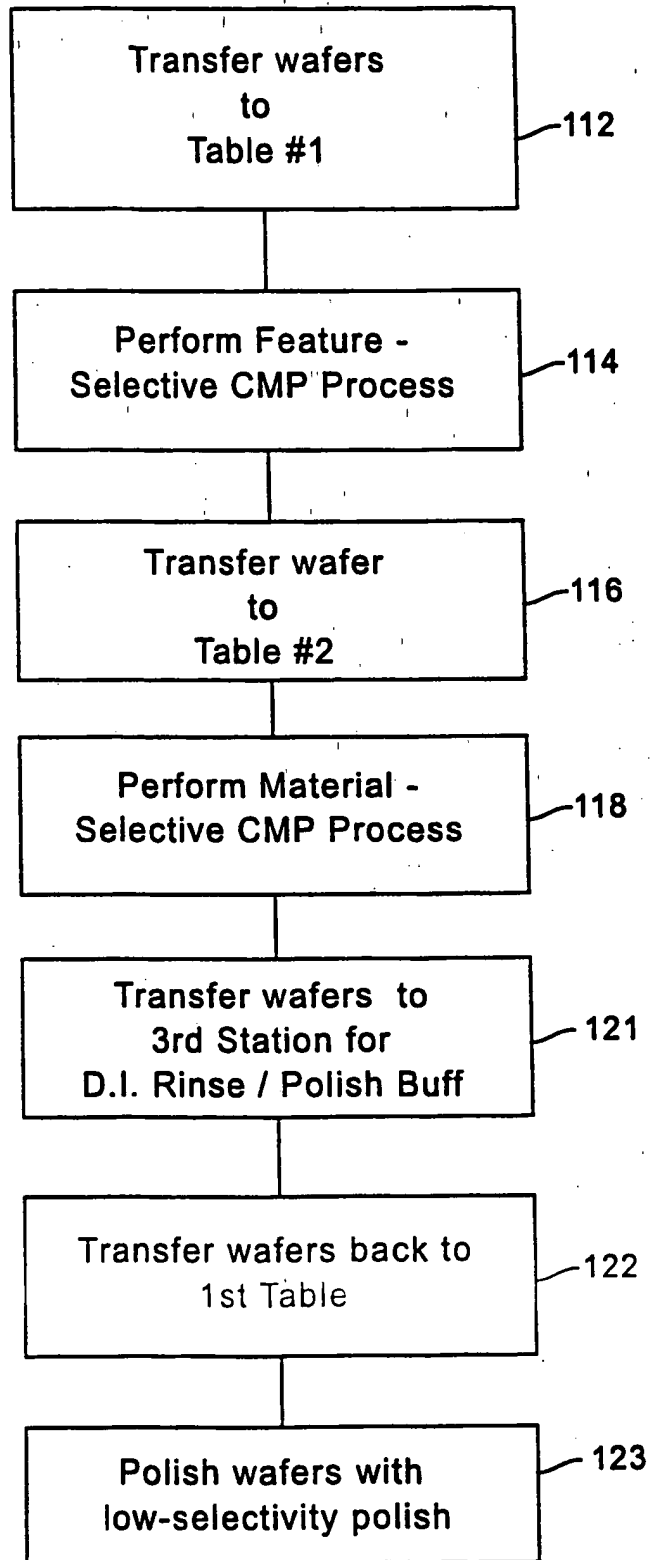 Transfer wafers
to
Table #1
112
Perform Feature -
Selective CMP Process
114
Transfer wafer
to
Table #2
116
Perform Material -
Selective CMP Process
118
Transfer wafers to
3rd Station for
D.I. Rinse / Polish Buff
121
Transfer wafers back to
1st Table
122
Polish wafers with
low-selectivity polish
123